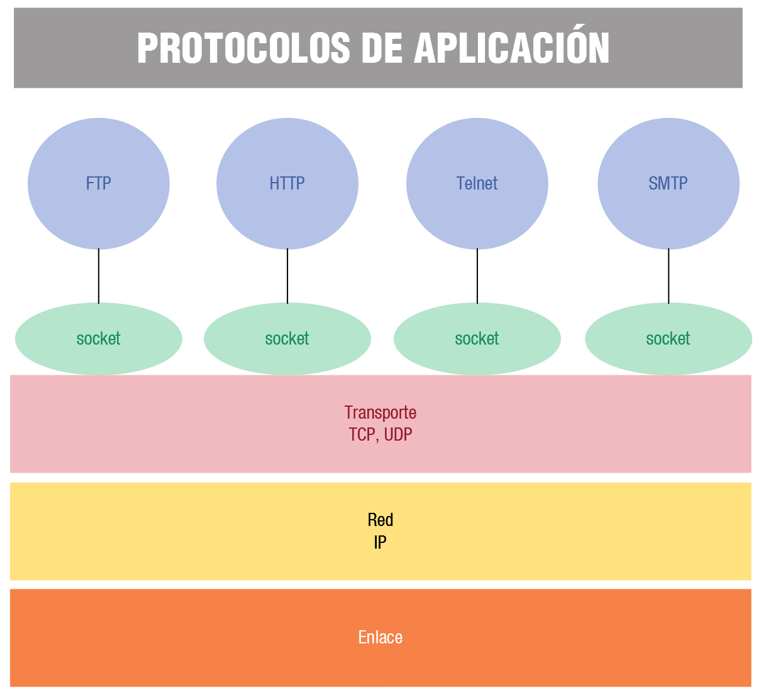 PROTOCOLOS DE APLICACIÓN
FTP
HTTP
Telnet
SMTP
socket
socket
socket
socket
Transporte
TCP, UDP
Red
IP
Enlace